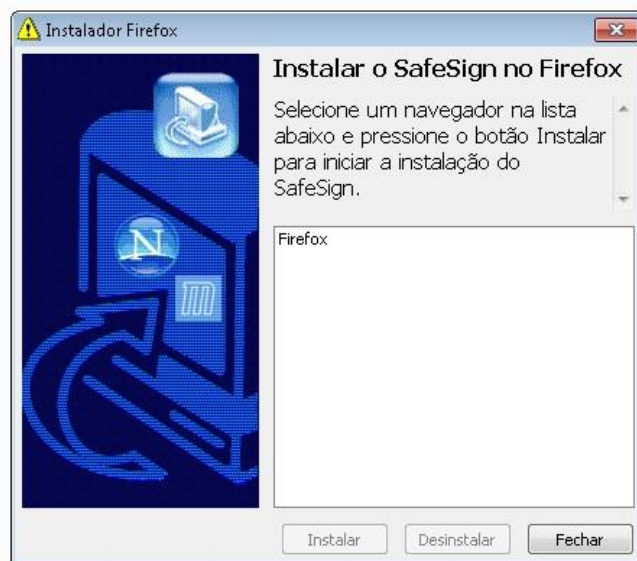 Instalador Firefox
Instalar o SafeSign no Firefox
Selecione um navegador na lista
abaixo e pressione o botão Instalar
para iniciar a instalação do
SafeSign.
N
m
Firefox
Instalar
Desinstalar
Fechar